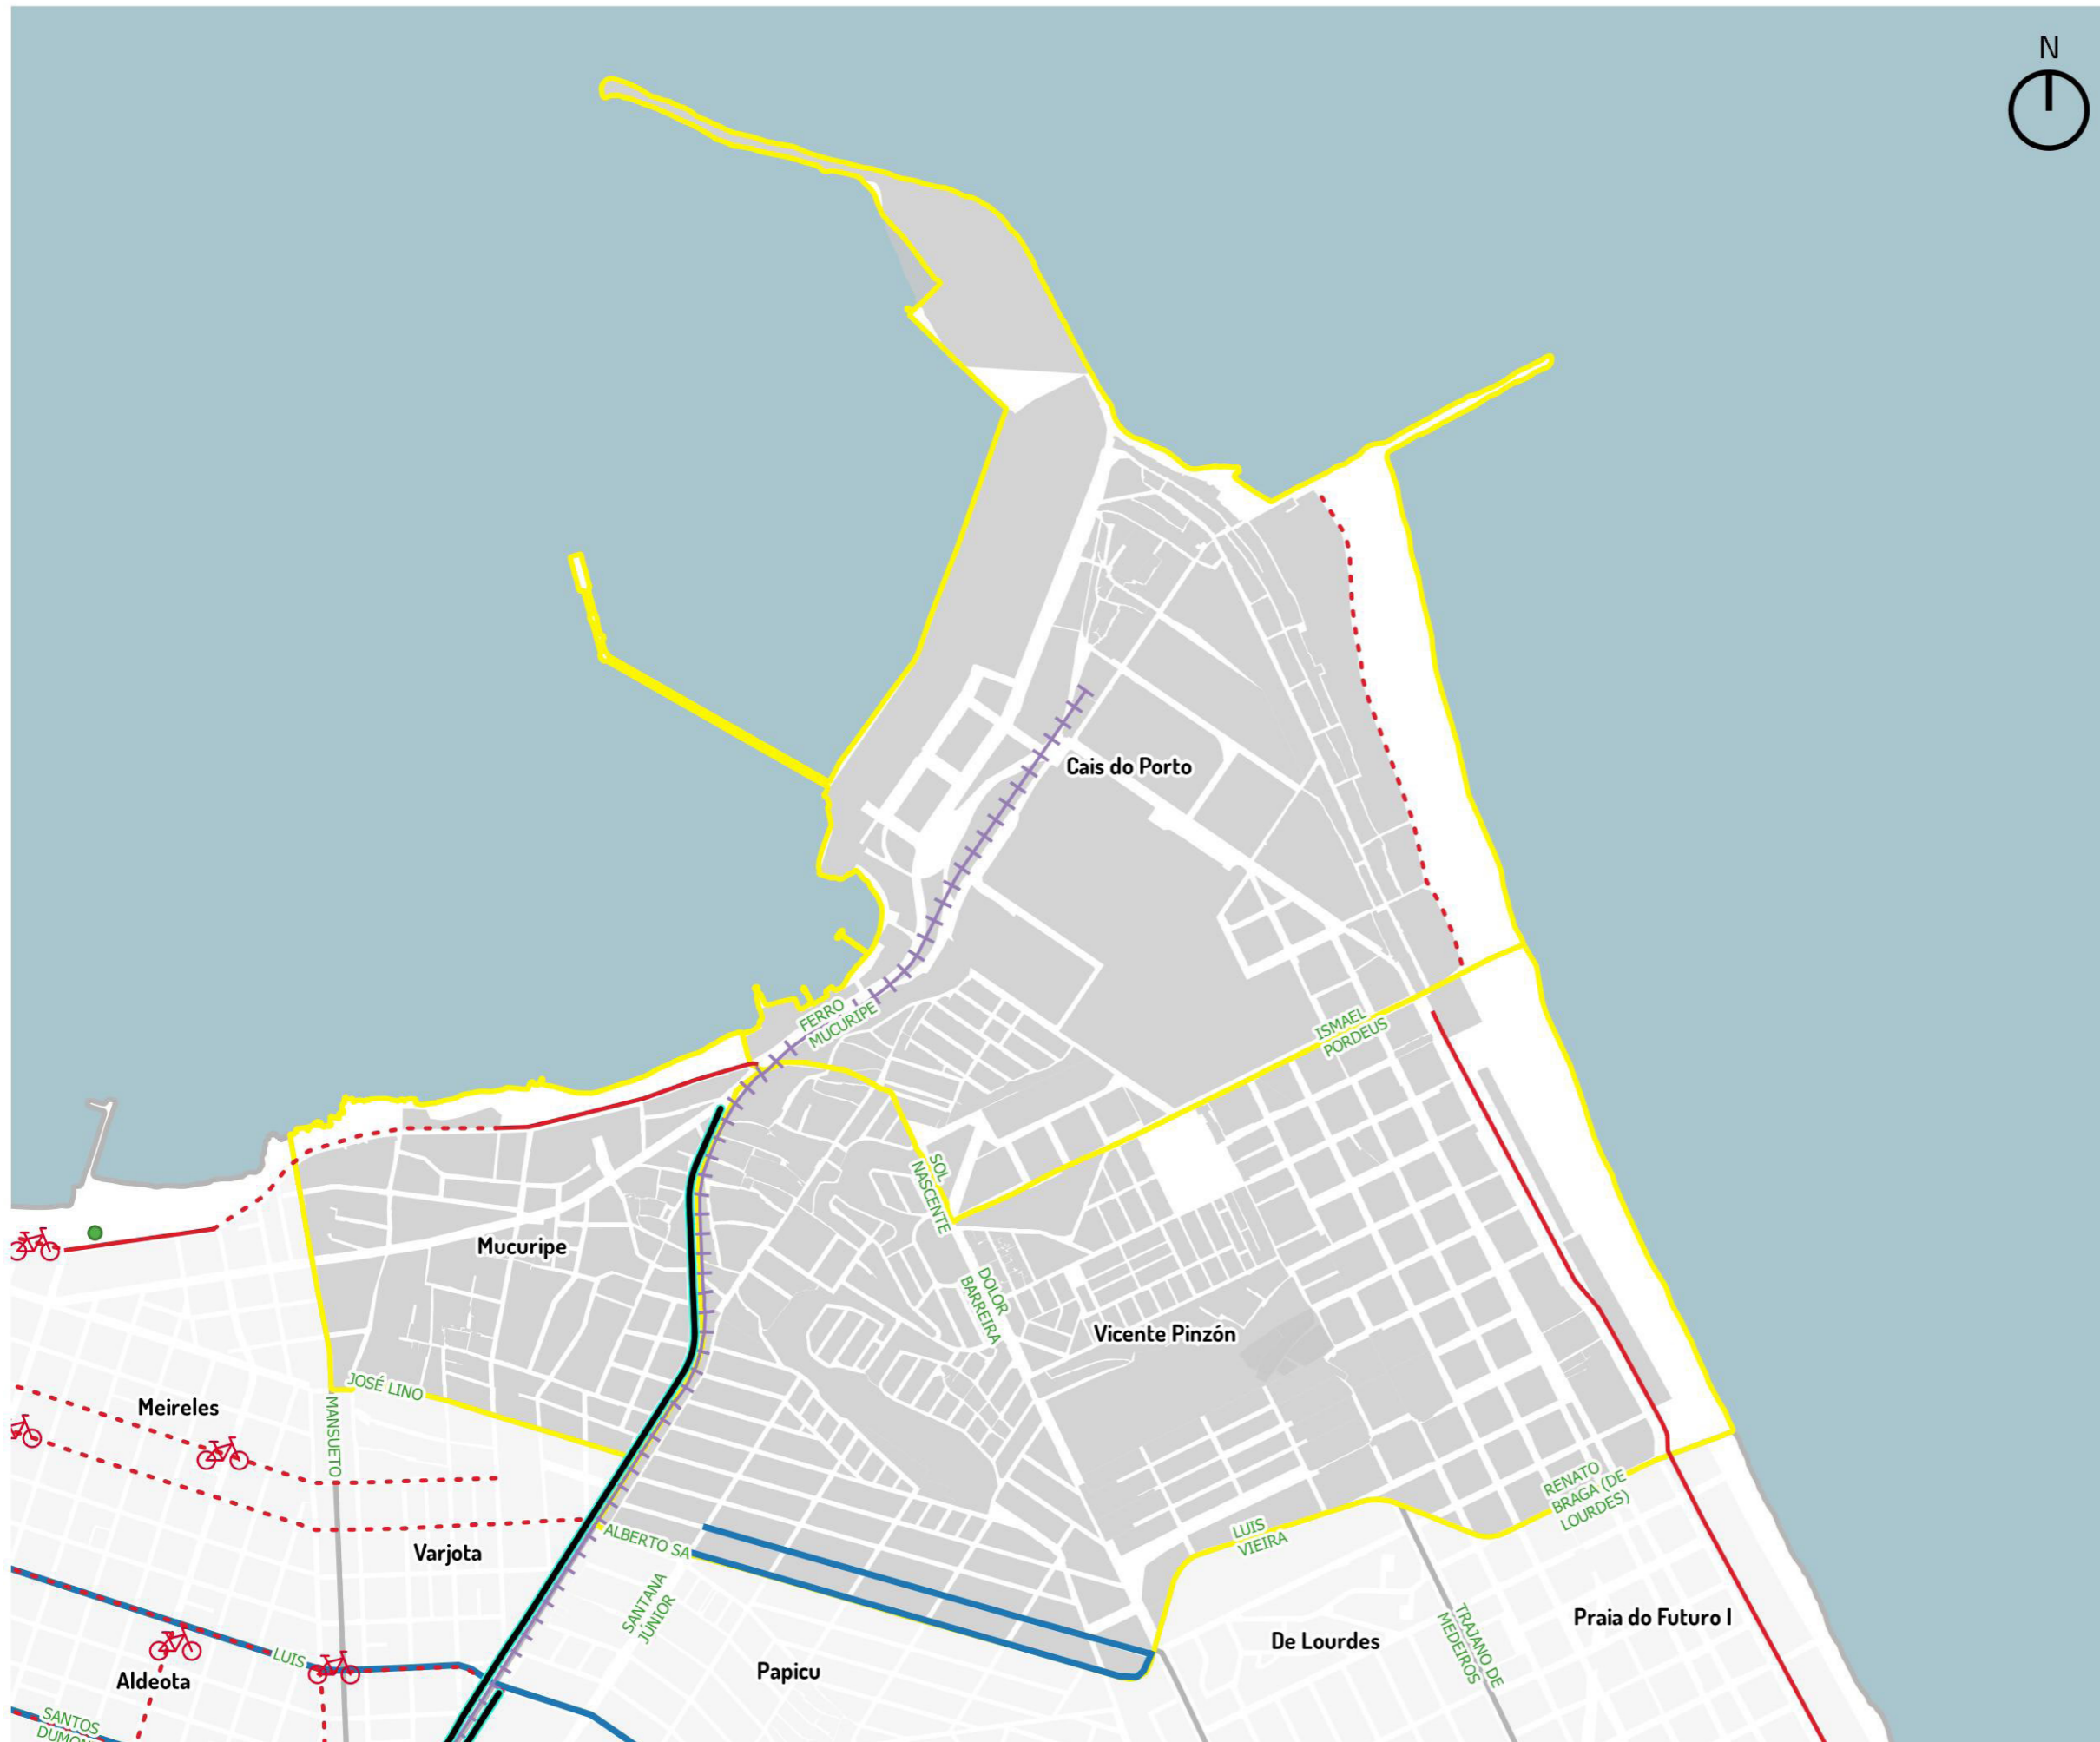 N
Cais do Porto
FERRO
MUCURIPE
ISMAEL
PORDEUS
SOL
NASCENTE
Mucuripe
DOLOR
BARREIRA
Vicente Pinzón
JOSÉ LINO
Meireles
MANSUETO
RENATO
BRAGA (DE
LOURDES)
LUIS
VIEIRA
ALBERTO SA
Varjota
SANTANA
JÚNIOR
TRAJANO DE
MEDEIROS
Praia do Futuro I
De Lourdes
LUIS
Papicu
Aldeota
SANTOS
DUMON